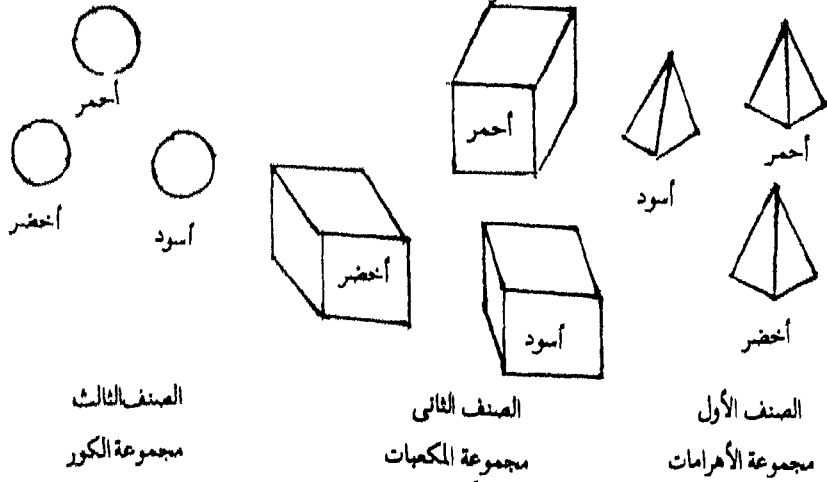 أحمر
أسود
أخضر
الصنف الأول
مجموعة الأهرامات
أحمر
أخضر
أسود
الصنف الثانى
مجموعة المكعبات
أحمر
أخضر
أسود
الصنف الثالث
مجموعة الكور